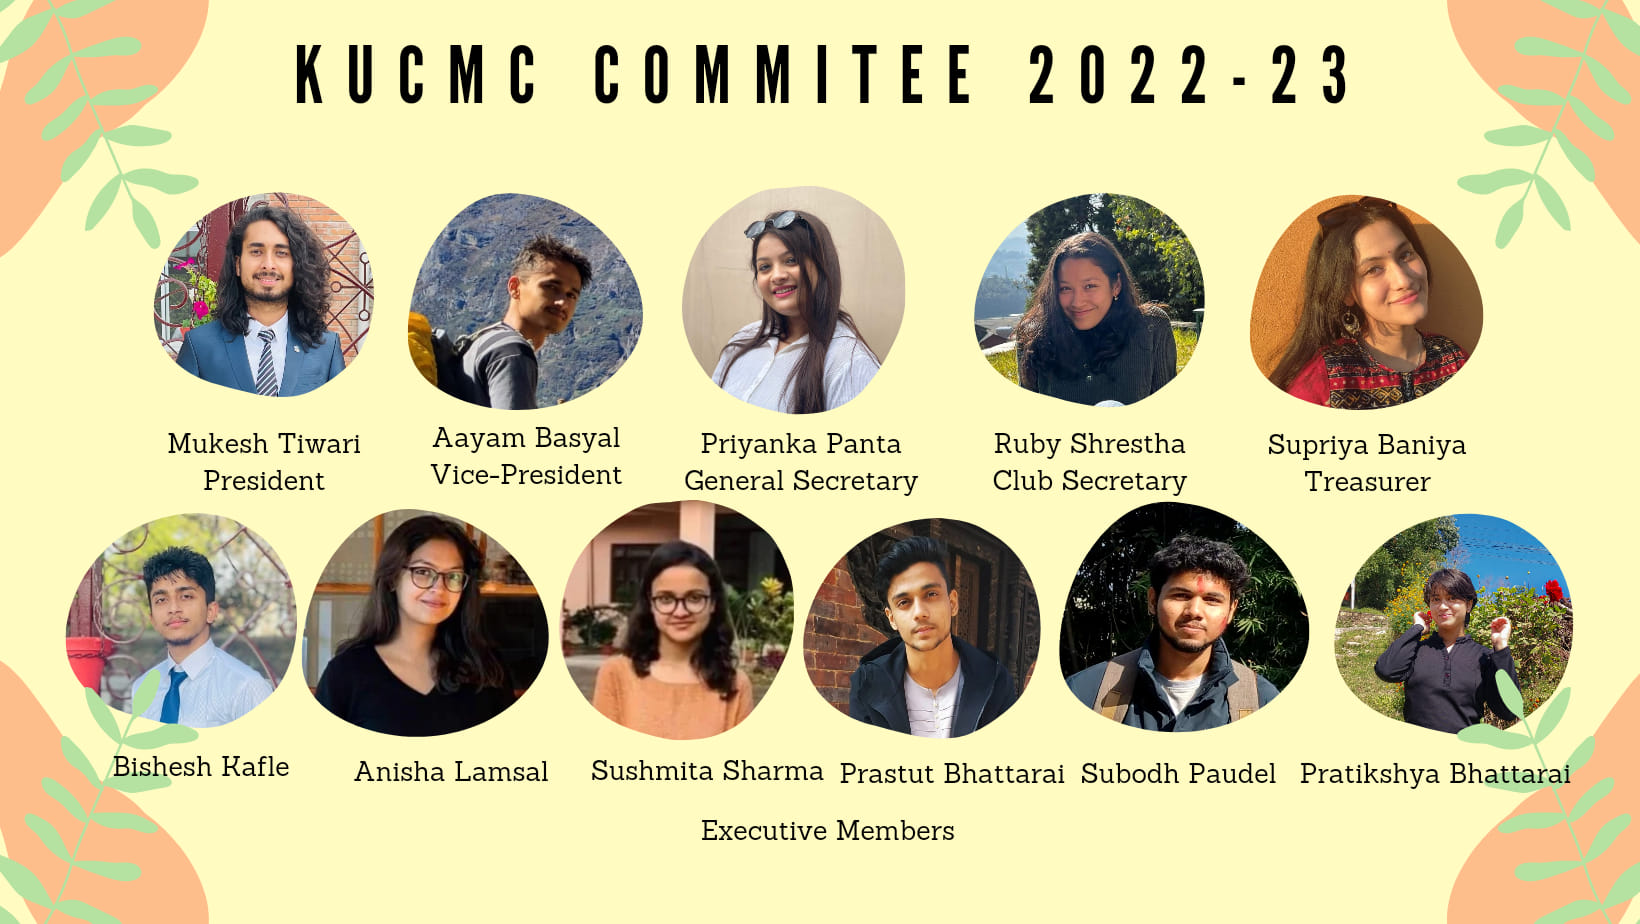 KUCMC COMMITEE 2022-23
Mukesh Tiwari
President
Aayam Basyal
Vice-President
Priyanka Panta
General Secretary
Ruby Shrestha
Club Secretary
Supriya Baniya
Treasurer
Bishesh Kafle
Anisha Lamsal
Sushmita Sharma
Prastut Bhattarai
Subodh Paudel
Pratikshya Bhattarai
Executive Members